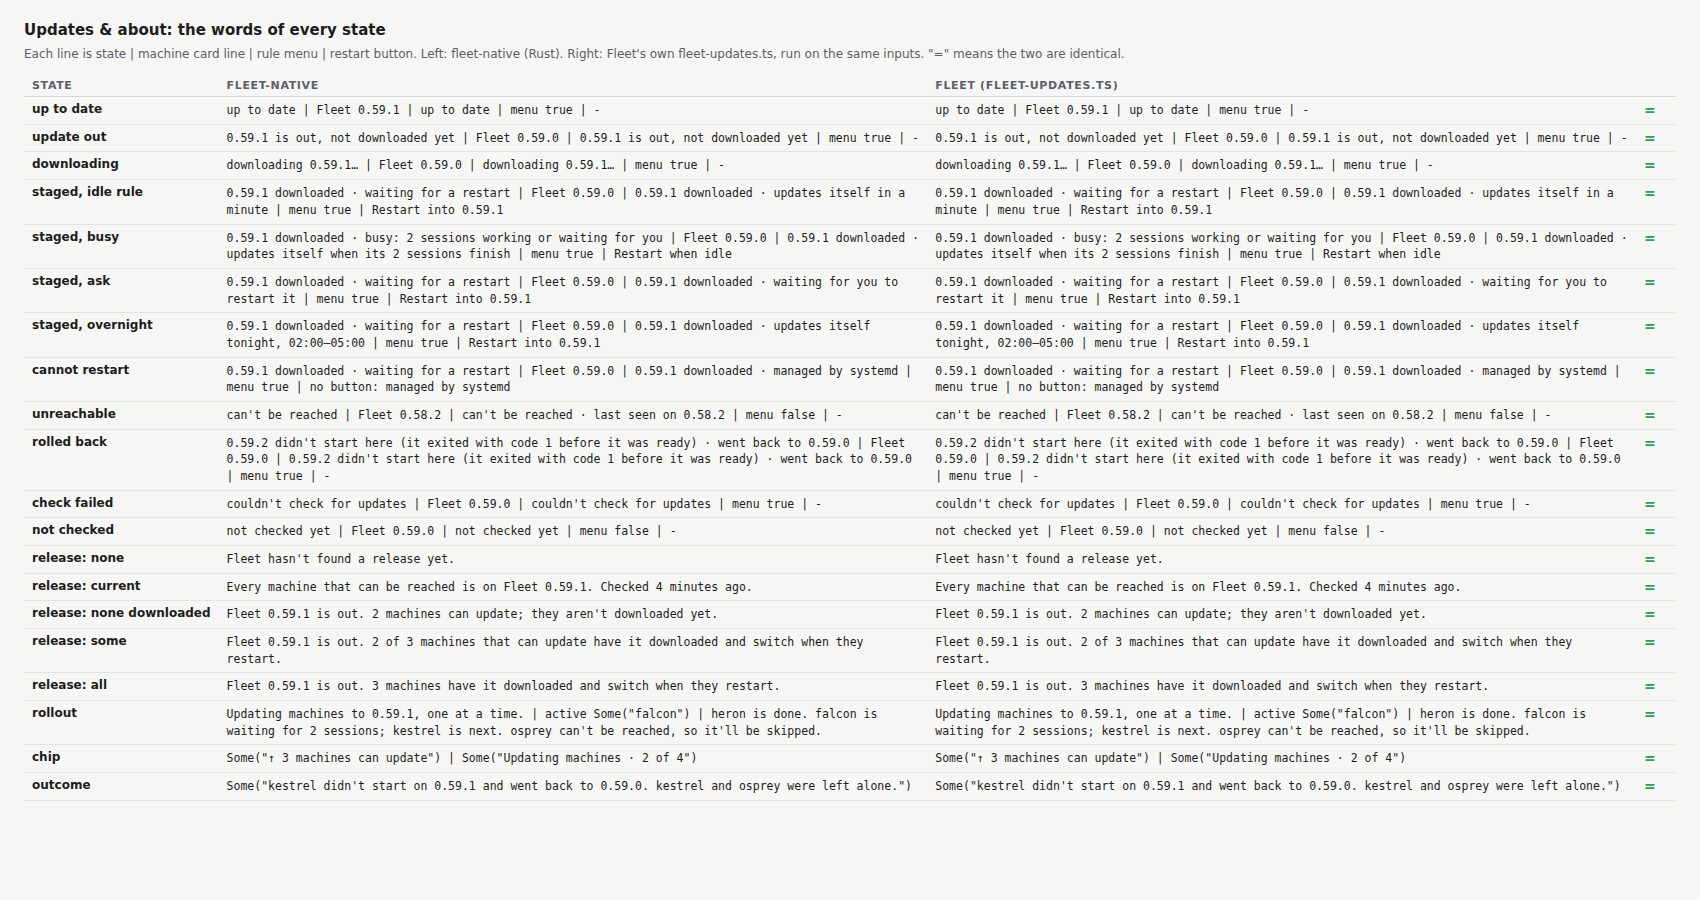 Updates & about: the words of every state
Each line is state | machine card line | rule menu | restart button. Left: fleet-native (Rust). Right: Fleet's own fleet-updates.ts, run on the same inputs. "=" means the two are identical.
STATE FLEET-NATIVE FLEET (FLEET-UPDATES.TS)
up to date up to date | Fleet 0.59.1 | up to date | menu true | - up to date | Fleet 0.59.1 | up to date | menu true | - =
update out 0.59.1 is out, not downloaded yet | Fleet 0.59.0 | 0.59.1 is out, not downloaded yet | menu true | - 0.59.1 is out, not downloaded yet | Fleet 0.59.0 | 0.59.1 is out, not downloaded yet | menu true | - =
downloading downloading 0.59.1… | Fleet 0.59.0 | downloading 0.59.1… | menu true | - downloading 0.59.1… | Fleet 0.59.0 | downloading 0.59.1… | menu true | - =
staged, idle rule 0.59.1 downloaded · waiting for a restart | Fleet 0.59.0 | 0.59.1 downloaded · updates itself in a 0.59.1 downloaded · waiting for a restart | Fleet 0.59.0 | 0.59.1 downloaded · updates itself in a =
minute | menu true | Restart into 0.59.1 minute | menu true | Restart into 0.59.1
staged, busy 0.59.1 downloaded · busy: 2 sessions working or waiting for you | Fleet 0.59.0 | 0.59.1 downloaded · 0.59.1 downloaded · busy: 2 sessions working or waiting for you | Fleet 0.59.0 | 0.59.1 downloaded · =
updates itself when its 2 sessions finish | menu true | Restart when idle updates itself when its 2 sessions finish | menu true | Restart when idle
staged, ask 0.59.1 downloaded · waiting for a restart | Fleet 0.59.0 | 0.59.1 downloaded · waiting for you to 0.59.1 downloaded · waiting for a restart | Fleet 0.59.0 | 0.59.1 downloaded · waiting for you to =
restart it | menu true | Restart into 0.59.1 restart it | menu true | Restart into 0.59.1
staged, overnight 0.59.1 downloaded · waiting for a restart | Fleet 0.59.0 | 0.59.1 downloaded · updates itself 0.59.1 downloaded · waiting for a restart | Fleet 0.59.0 | 0.59.1 downloaded · updates itself =
tonight, 02:00–05:00 | menu true | Restart into 0.59.1 tonight, 02:00–05:00 | menu true | Restart into 0.59.1
cannot restart 0.59.1 downloaded · waiting for a restart | Fleet 0.59.0 | 0.59.1 downloaded · managed by systemd | 0.59.1 downloaded · waiting for a restart | Fleet 0.59.0 | 0.59.1 downloaded · managed by systemd | =
menu true | no button: managed by systemd menu true | no button: managed by systemd
unreachable can't be reached | Fleet 0.58.2 | can't be reached · last seen on 0.58.2 | menu false | - can't be reached | Fleet 0.58.2 | can't be reached · last seen on 0.58.2 | menu false | - =
rolled back 0.59.2 didn't start here (it exited with code 1 before it was ready) · went back to 0.59.0 | Fleet 0.59.2 didn't start here (it exited with code 1 before it was ready) · went back to 0.59.0 | Fleet =
0.59.0 | 0.59.2 didn't start here (it exited with code 1 before it was ready) · went back to 0.59.0 0.59.0 | 0.59.2 didn't start here (it exited with code 1 before it was ready) · went back to 0.59.0
| menu true | - | menu true | -
check failed couldn't check for updates | Fleet 0.59.0 | couldn't check for updates | menu true | - couldn't check for updates | Fleet 0.59.0 | couldn't check for updates | menu true | - =
not checked not checked yet | Fleet 0.59.0 | not checked yet | menu false | - not checked yet | Fleet 0.59.0 | not checked yet | menu false | - =
release: none Fleet hasn't found a release yet. Fleet hasn't found a release yet. =
release: current Every machine that can be reached is on Fleet 0.59.1. Checked 4 minutes ago. Every machine that can be reached is on Fleet 0.59.1. Checked 4 minutes ago. =
release: none downloaded Fleet 0.59.1 is out. 2 machines can update; they aren't downloaded yet. Fleet 0.59.1 is out. 2 machines can update; they aren't downloaded yet. =
release: some Fleet 0.59.1 is out. 2 of 3 machines that can update have it downloaded and switch when they Fleet 0.59.1 is out. 2 of 3 machines that can update have it downloaded and switch when they =
restart. restart.
release: all Fleet 0.59.1 is out. 3 machines have it downloaded and switch when they restart. Fleet 0.59.1 is out. 3 machines have it downloaded and switch when they restart. =
rollout Updating machines to 0.59.1, one at a time. | active Some("falcon") | heron is done. falcon is Updating machines to 0.59.1, one at a time. | active Some("falcon") | heron is done. falcon is =
waiting for 2 sessions; kestrel is next. osprey can't be reached, so it'll be skipped. waiting for 2 sessions; kestrel is next. osprey can't be reached, so it'll be skipped.
chip Some("↑ 3 machines can update") | Some("Updating machines · 2 of 4") Some("↑ 3 machines can update") | Some("Updating machines · 2 of 4") =
outcome Some("kestrel didn't start on 0.59.1 and went back to 0.59.0. kestrel and osprey were left alone.") Some("kestrel didn't start on 0.59.1 and went back to 0.59.0. kestrel and osprey were left alone.") =